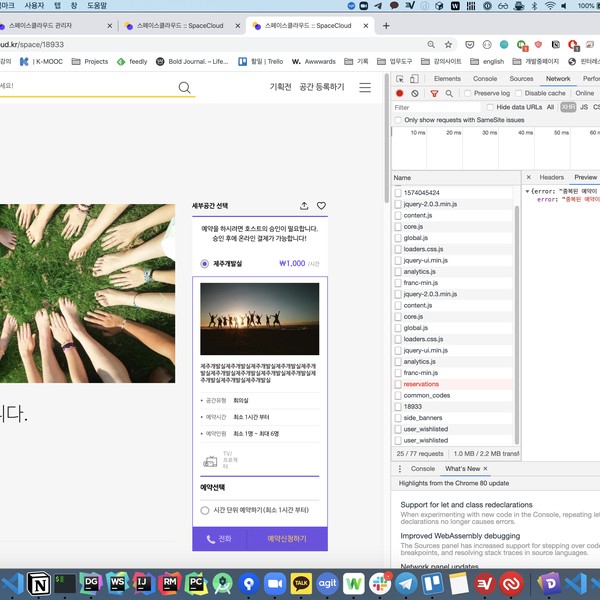 마크 사용자 탭 창 도움말
100%
스페이스클라우드 관리자
스페이스클라우드 :: SpaceCloud
스페이스클라우드 :: SpaceCloud
oud.kr/space/18933
강의
K-MOOC
Projects
feedly
Bold Journal. – Life...
할일 | Trello
Awwwards
기록
업무도구
강의사이트
english
개발중페이지
핀터레스
세요!
기획전 공간 등록하기
세부공간 선택
예약을 하시려면 호스트의 승인이 필요합니다.
승인 후에 온라인 결제가 가능합니다!
제주개발실
₩1,000 /시간
제주개발실제주개발실제주개발실제주개발실제주개
발실제주개발실제주개발실제주개발실제주개발실제주
개발실제주개발실제주개발실
공간유형 회의실
예약시간 최소 1시간 부터
예약인원 최소 1명 ~ 최대 6명
TV/
프로젝
터
예약선택
시간 단위 예약하기(최소 1시간 부터)
전화
예약신청하기
니다.
Elements Console Sources Network Performa
Preserve log Disable cache Online
Filter
Hide data URLs All XHR JS CS
Only show requests with SameSite issues
10 ms 20 ms 30 ms 40 ms 50 ms 60 m
Name
Headers Preview
1574045424
jquery-2.0.3.min.js
content.js
core.js
global.js
loaders.css.js
jquery-ui.min.js
analytics.js
franc-min.js
jquery-2.0.3.min.js
content.js
core.js
global.js
loaders.css.js
jquery-ui.min.js
analytics.js
franc-min.js
reservations
common_codes
18933
side_banners
user_wishlisted
user_wishlisted
{error: "중복된 예약이
error: "중복된 예약이
25 / 77 requests 1.0 MB / 2.2 MB transf
Console What's New
Highlights from the Chrome 80 update
Support for let and class redeclarations
When experimenting with new code in the Console, repeating let
declarations no longer causes errors.
Improved WebAssembly debugging
The Sources panel has increased support for stepping over code
breakpoints, and resolving stack traces in source languages.
Network panel updates
DG
WS
IJ
RM
PC
TALK
agit